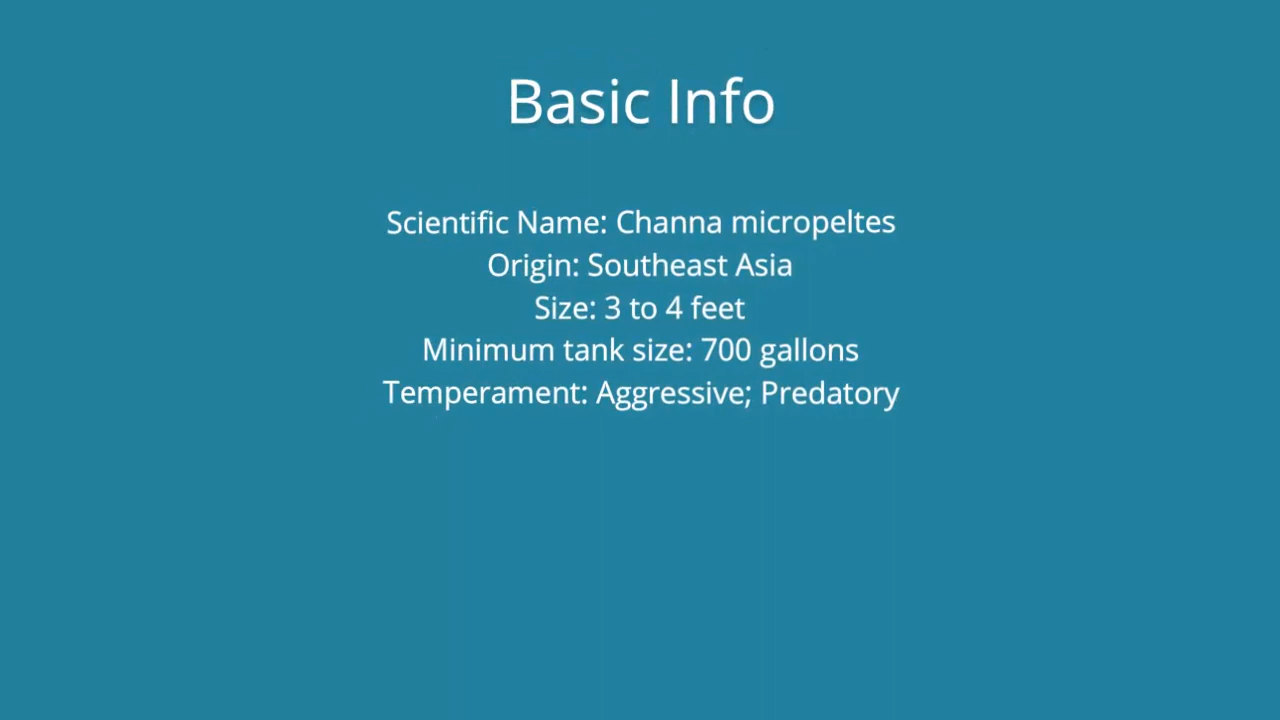 Basic Info
Scientific Name: Channa micropeltes
Origin: Southeast Asia
Size: 3 to 4 feet
Minimum tank size: 700 gallons
Temperament: Aggressive; Predatory